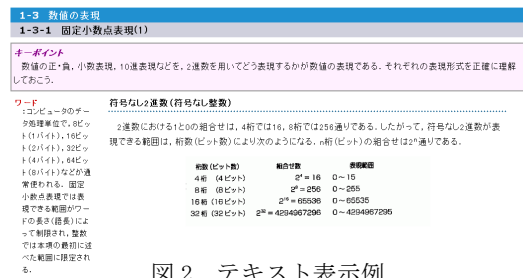 1-3 数値の表現
1-3-1 固定小数点表現(1)
キーポイント
数値の正・負，小数表現，10進表現などを，2進数を用いてどう表現するかが数値の表現である．それぞれの表現形式を正確に理解
しておこう．
ワード
：コンピュータのデー
タ処理単位で，8ビッ
ト(1バイト)，16ビッ
ト(2バイト)，32ビッ
ト(4バイト)，64ビッ
ト(8バイト)などが通
常使われる．固定
小数点表現では表
現できる範囲がワー
ドの長さ(語長)によ
って制限され，整数
では本項の最初に述
べた範囲に限定され
る．
符号なし2進数(符号なし整数)
2進数における1と0の組合せは，4桁では16，8桁では256通りである．したがって，符号なし2進数が表
現できる範囲は，桁数(ビット数)により次のようになる．n桁(ビット)の組合せは2ⁿ通りである．
桁数(ビット数) 組合せ数 表現範囲
4桁 (4ビット) 2⁴ = 16 0～15
8桁 (8ビット) 2⁸ = 256 0～255
16桁 (16ビット) 2¹⁶ = 65536 0～65535
32桁 (32ビット) 2³² = 4294967296 0～4294967295
図2 テキスト表示例